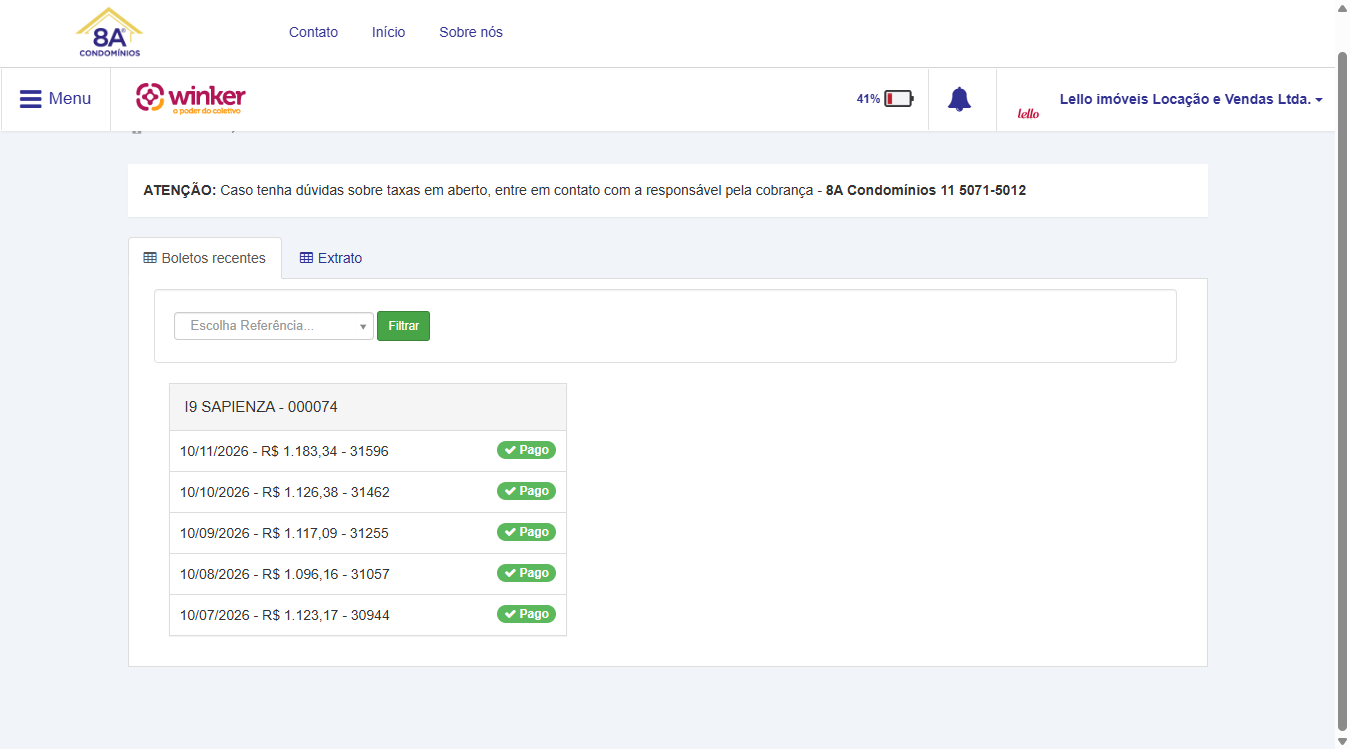 8A
CONDOMÍNIOS
Contato
Início
Sobre nós
Menu
winker
o poder do coletivo
41%
lello
Lello imóveis Locação e Vendas Ltda.
ATENÇÃO: Caso tenha dúvidas sobre taxas em aberto, entre em contato com a responsável pela cobrança - 8A Condomínios 11 5071-5012
Boletos recentes
Extrato
Escolha Referência...
Filtrar
I9 SAPIENZA - 000074
10/11/2026 - R$ 1.183,34 - 31596
Pago
10/10/2026 - R$ 1.126,38 - 31462
Pago
10/09/2026 - R$ 1.117,09 - 31255
Pago
10/08/2026 - R$ 1.096,16 - 31057
Pago
10/07/2026 - R$ 1.123,17 - 30944
Pago